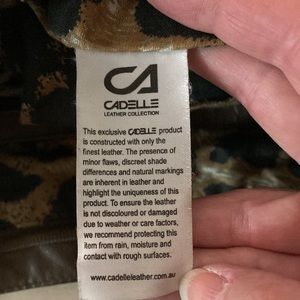 CA
CADELLE
LEATHER COLLECTION
This exclusive CADELLE product
is constructed with only the
finest leather. The presence of
minor flaws, discreet shade
differences and natural markings
are inherent in leather and
highlight the uniqueness of this
product. To ensure the leather
is not discoloured or damaged
due to weather or care factors,
we recommend protecting this
item from rain, moisture and
contact with rough surfaces.
www.cadelleleather.com.au